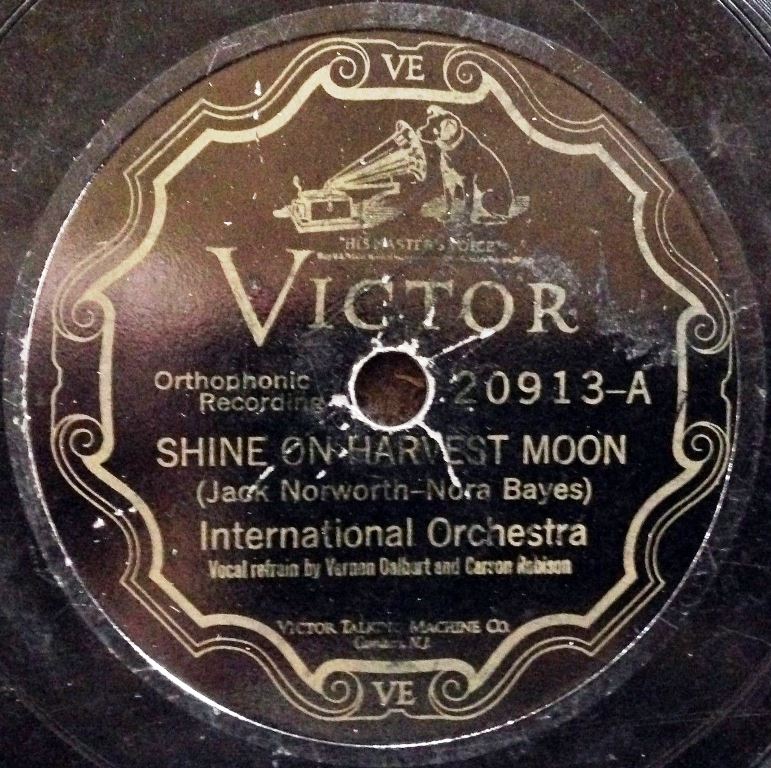 VE
"HIS MASTER'S VOICE"
VICTOR
Orthophonic
Recording
20913-A
SHINE ON HARVEST MOON
(Jack Norworth-Nora Bayes)
International Orchestra
Vocal refrain by Vernon Dalhart and Carson Robison
VICTOR TALKING MACHINE CO.
Camden, N.J.
VE